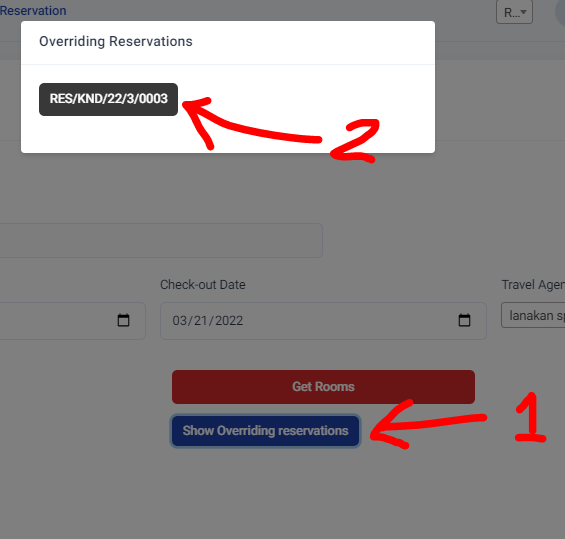 Reservation
R...
Overriding Reservations
RES/KND/22/3/0003
2
Check-out Date
Travel Agen
03/21/2022
lanakan sp
Get Rooms
Show Overriding reservations
1